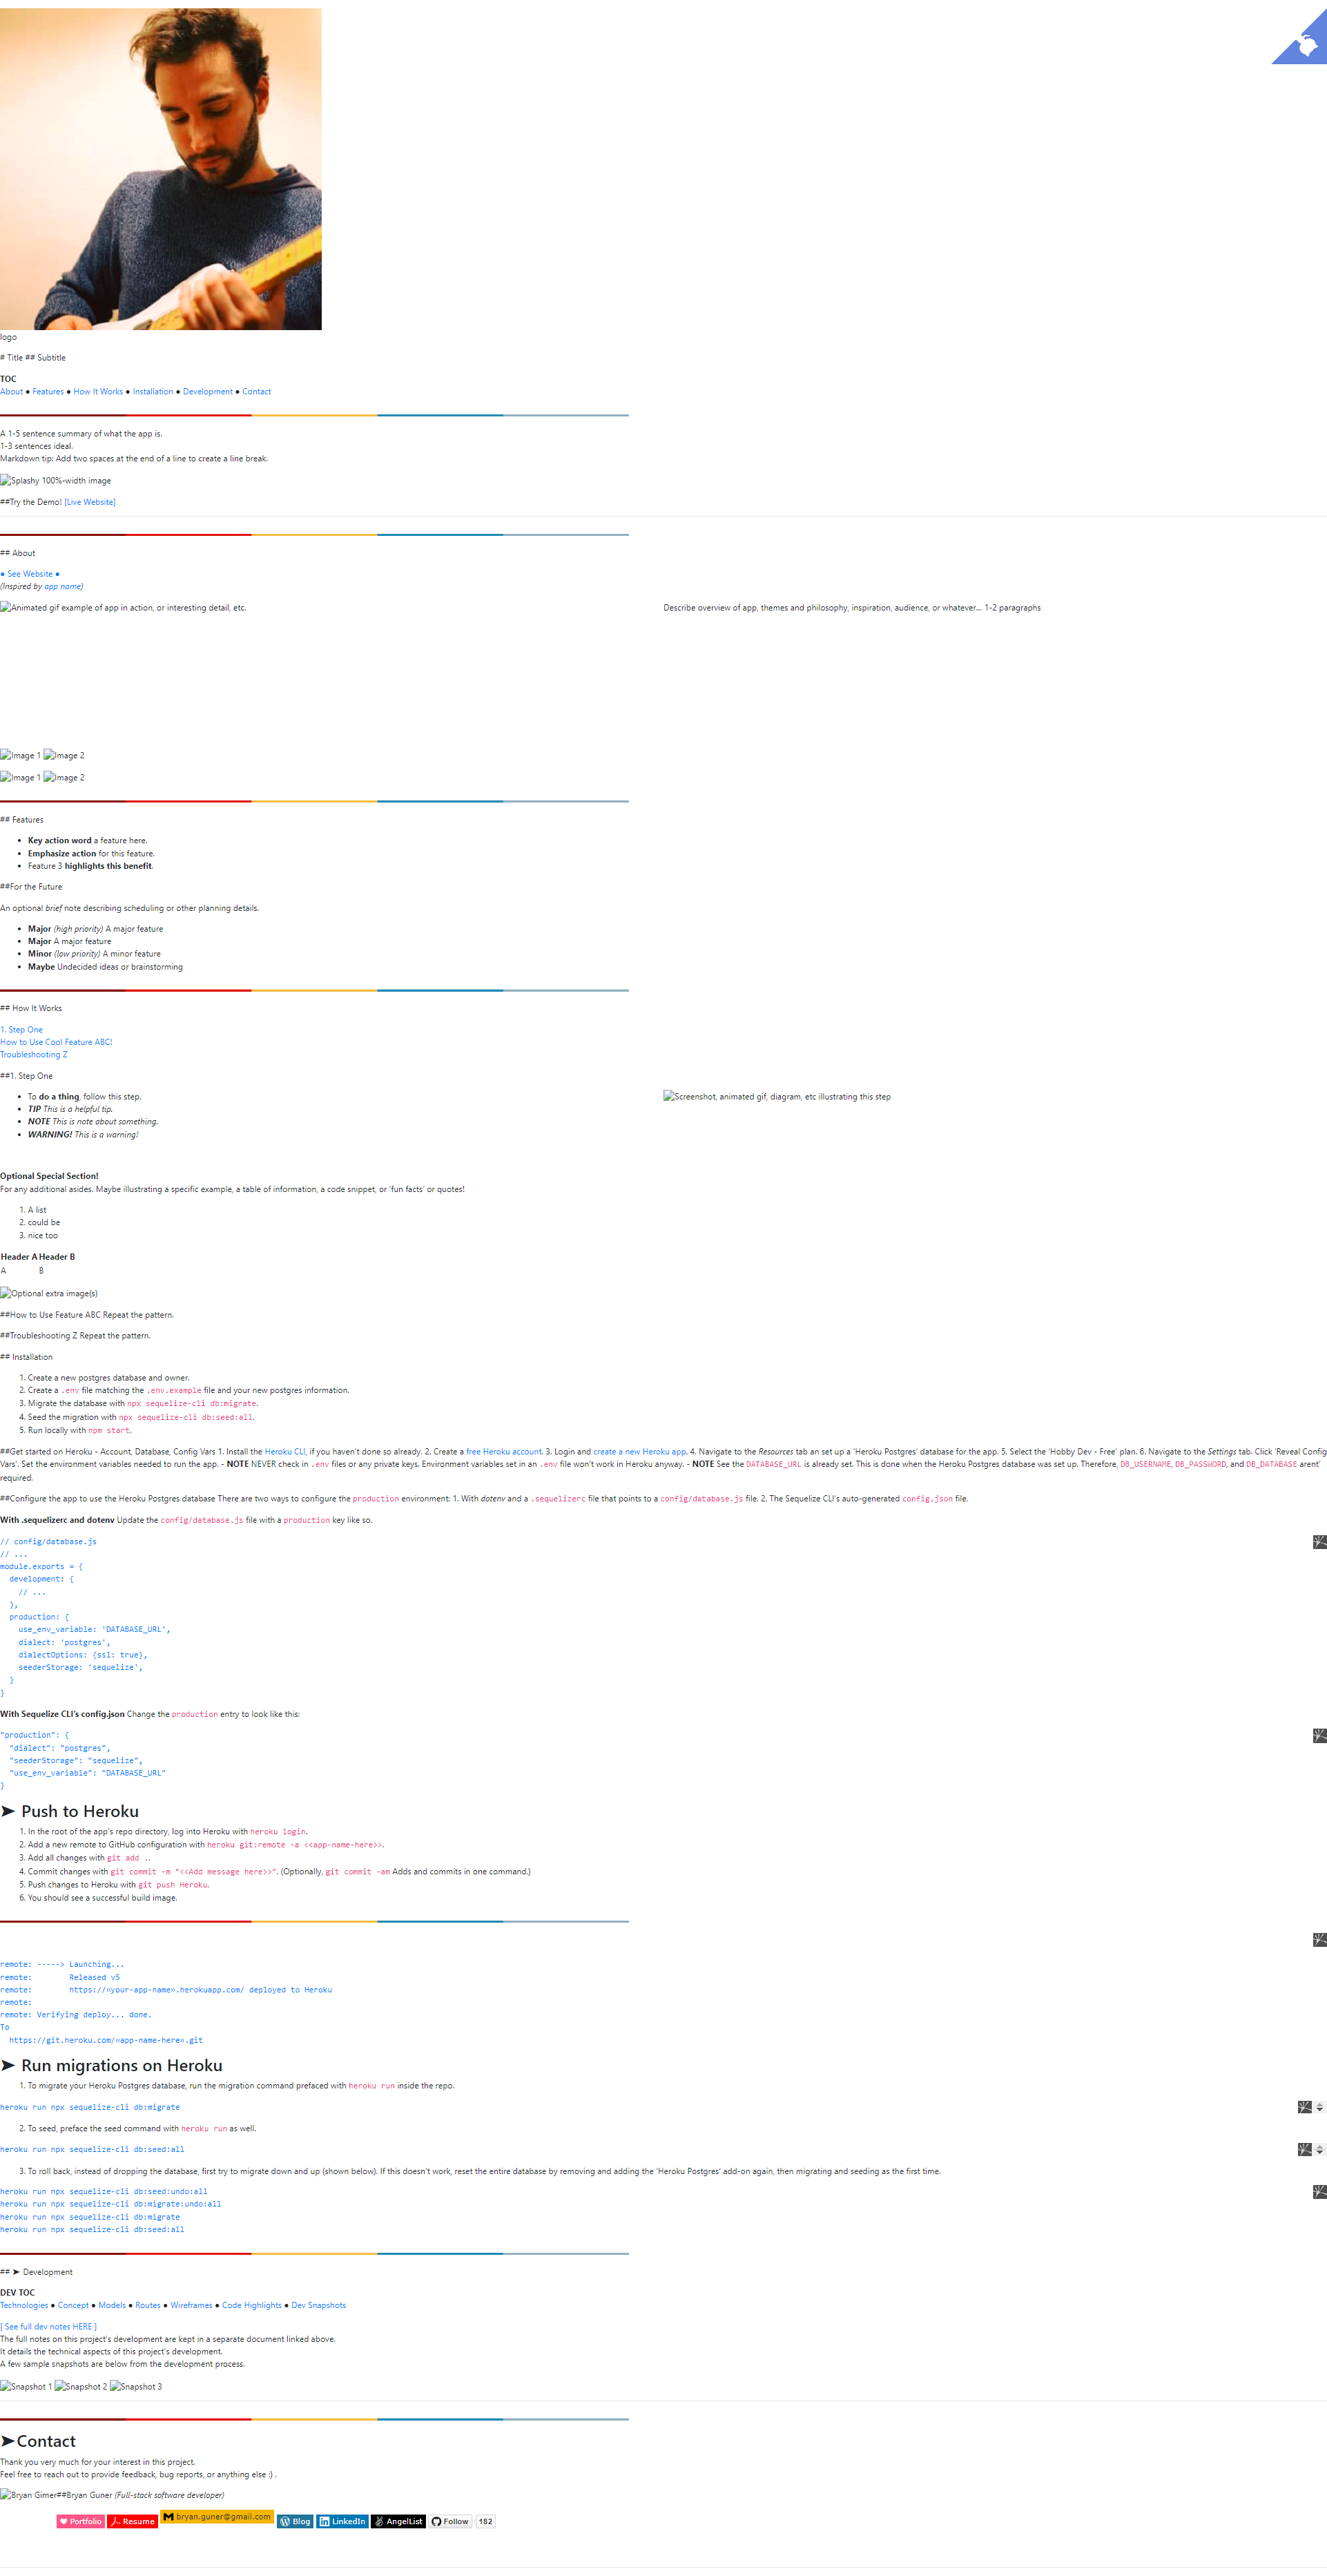 logo
# Title ## Subtitle
TOC
About ● Features ● How It Works ● Installation ● Development ● Contact
A 1-5 sentence summary of what the app is.
1-3 sentences ideal.
Markdown tip: Add two spaces at the end of a line to create a line break.
Splashy 100%-width image
##Try the Demo! [Live Website]
## About
● See Website ●
(Inspired by app name)
Animated gif example of app in action, or interesting detail, etc.
Describe overview of app, themes and philosophy, inspiration, audience, or whatever... 1-2 paragraphs
Image 1 Image 2
Image 1 Image 2
## Features
• Key action word a feature here.
• Emphasize action for this feature.
• Feature 3 highlights this benefit.
##For the Future
An optional brief note describing scheduling or other planning details.
• Major (high priority) A major feature
• Major A major feature
• Minor (low priority) A minor feature
• Maybe Undecided ideas or brainstorming
## How It Works
1. Step One
How to Use Cool Feature ABC!
Troubleshooting Z
##1. Step One
• To do a thing, follow this step.
• TIP This is a helpful tip.
• NOTE This is note about something.
• WARNING! This is a warning!
Screenshot, animated gif, diagram, etc illustrating this step
Optional Special Section!
For any additional asides. Maybe illustrating a specific example, a table of information, a code snippet, or ‘fun facts’ or quotes!
1. A list
2. could be
3. nice too
Header A Header B
A B
Optional extra image(s)
##How to Use Feature ABC Repeat the pattern.
##Troubleshooting Z Repeat the pattern.
## Installation
1. Create a new postgres database and owner.
2. Create a .env file matching the .env.example file and your new postgres information.
3. Migrate the database with npx sequelize-cli db:migrate.
4. Seed the migration with npx sequelize-cli db:seed:all.
5. Run locally with npm start.
##Get started on Heroku - Account, Database, Config Vars 1. Install the Heroku CLI, if you haven’t done so already. 2. Create a free Heroku account. 3. Login and create a new Heroku app. 4. Navigate to the Resources tab an set up a ‘Heroku Postgres’ database for the app. 5. Select the ‘Hobby Dev - Free’ plan. 6. Navigate to the Settings tab. Click ‘Reveal Config
Vars’. Set the environment variables needed to run the app. - NOTE NEVER check in .env files or any private keys. Environment variables set in an .env file won’t work in Heroku anyway. - NOTE See the DATABASE_URL is already set. This is done when the Heroku Postgres database was set up. Therefore, DB_USERNAME, DB_PASSWORD, and DB_DATABASE arent’
required.
##Configure the app to use the Heroku Postgres database There are two ways to configure the production environment: 1. With dotenv and a .sequelizerc file that points to a config/database.js file. 2. The Sequelize CLI’s auto-generated config.json file.
With .sequelizerc and dotenv Update the config/database.js file with a production key like so.
// config/database.js
// ...
module.exports = {
development: {
// ...
},
production: {
use_env_variable: 'DATABASE_URL',
dialect: 'postgres',
dialectOptions: {ssl: true},
seederStorage: 'sequelize',
}
}
With Sequelize CLI’s config.json Change the production entry to look like this:
"production": {
"dialect": "postgres",
"seederStorage": "sequelize",
"use_env_variable": "DATABASE_URL"
}
➤ Push to Heroku
1. In the root of the app’s repo directory, log into Heroku with heroku login.
2. Add a new remote to GitHub configuration with heroku git:remote -a <<app-name-here>>.
3. Add all changes with git add ..
4. Commit changes with git commit -m "<<Add message here>>". (Optionally, git commit -am Adds and commits in one command.)
5. Push changes to Heroku with git push Heroku.
6. You should see a successful build image.
remote: -----> Launching...
remote: Released v5
remote: https://«your-app-name».herokuapp.com/ deployed to Heroku
remote:
remote: Verifying deploy... done.
To
https://git.heroku.com/«app-name-here».git
➤ Run migrations on Heroku
1. To migrate your Heroku Postgres database, run the migration command prefaced with heroku run inside the repo.
heroku run npx sequelize-cli db:migrate
2. To seed, preface the seed command with heroku run as well.
heroku run npx sequelize-cli db:seed:all
3. To roll back, instead of dropping the database, first try to migrate down and up (shown below). If this doesn’t work, reset the entire database by removing and adding the ‘Heroku Postgres’ add-on again, then migrating and seeding as the first time.
heroku run npx sequelize-cli db:seed:undo:all
heroku run npx sequelize-cli db:migrate:undo:all
heroku run npx sequelize-cli db:migrate
heroku run npx sequelize-cli db:seed:all
## ➤ Development
DEV TOC
Technologies ● Concept ● Models ● Routes ● Wireframes ● Code Highlights ● Dev Snapshots
[ See full dev notes HERE ]
The full notes on this project’s development are kept in a separate document linked above.
It details the technical aspects of this project’s development.
A few sample snapshots are below from the development process.
Snapshot 1 Snapshot 2 Snapshot 3
➤Contact
Thank you very much for your interest in this project.
Feel free to reach out to provide feedback, bug reports, or anything else :) .
Bryan Gimer##Bryan Guner (Full-stack software developer)
Portfolio Resume bryan.guner@gmail.com Blog LinkedIn AngelList Follow 182